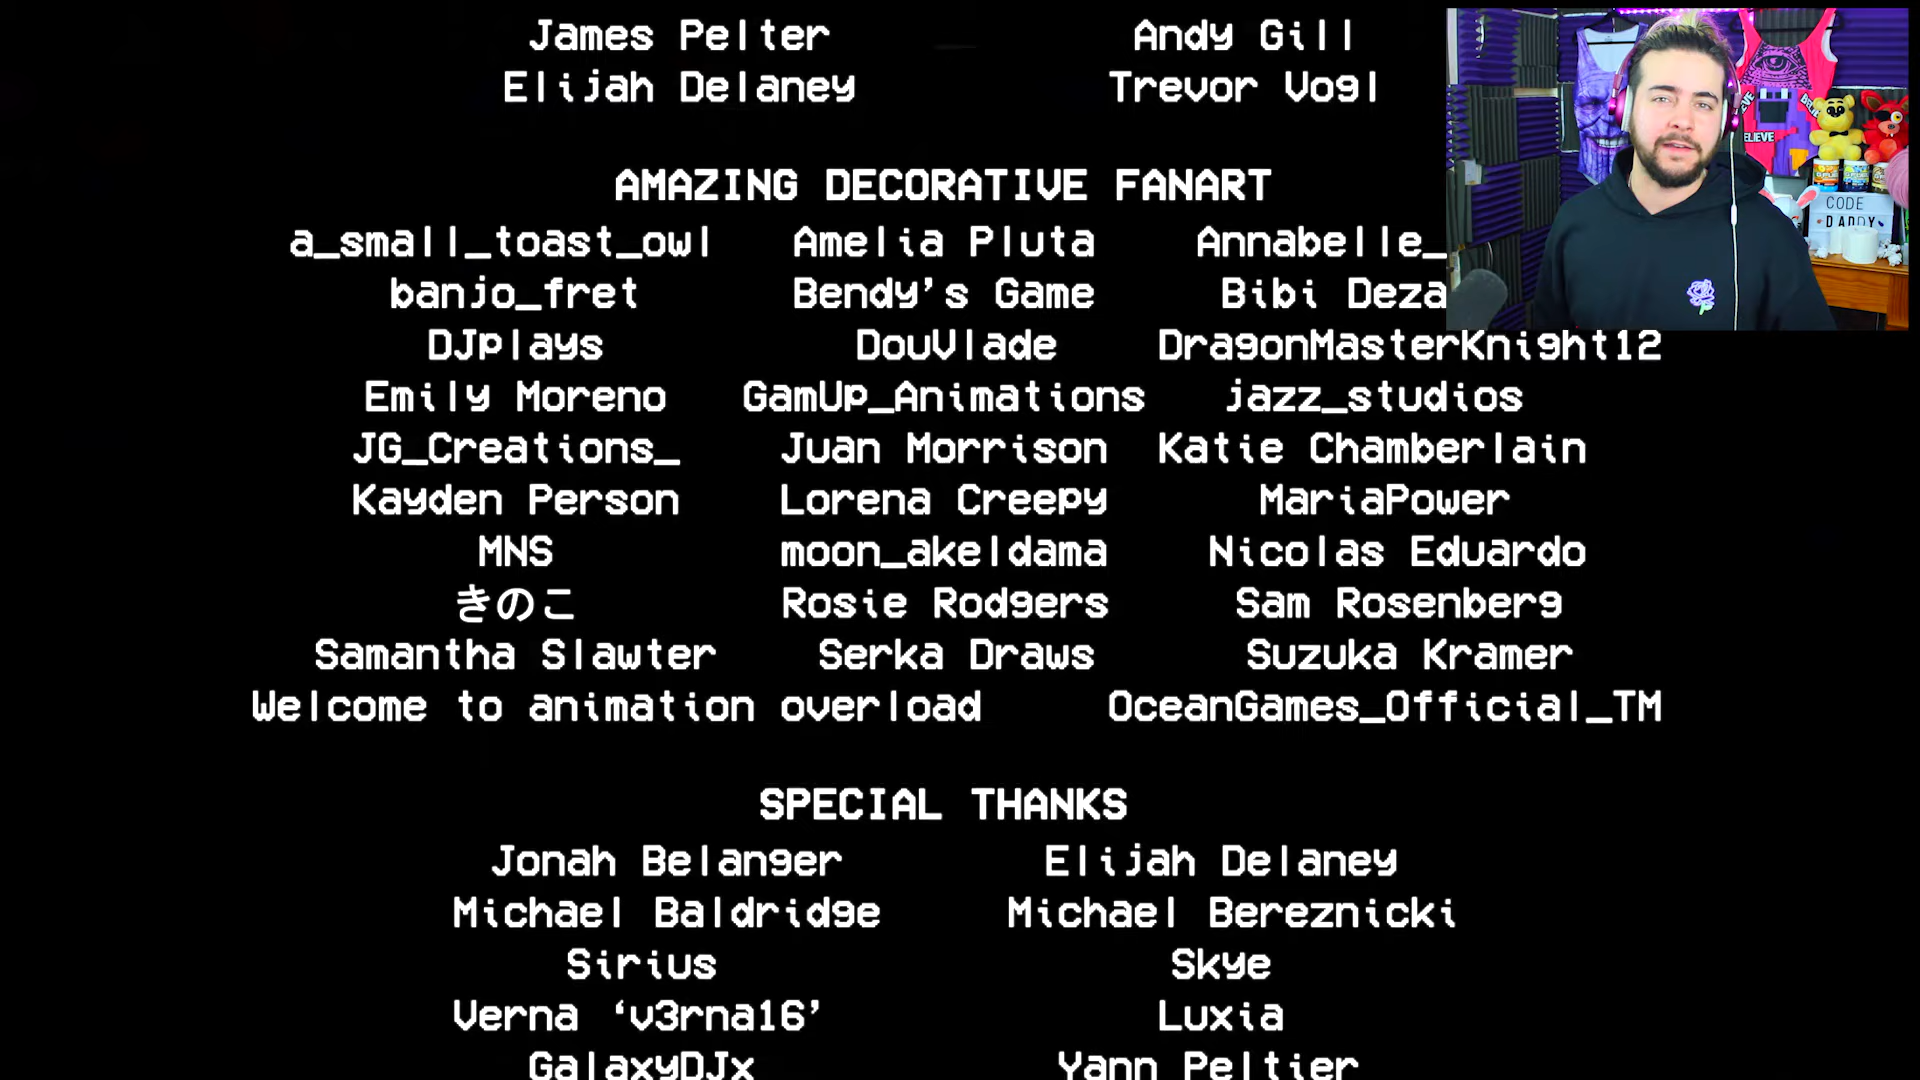 James Pelter Andy Gill
Elijah Delaney Trevor Vogl
AMAZING DECORATIVE FANART
a_small_toast_owl Amelia Pluta Annabelle_
banjo_fret Bendy's Game Bibi Deza
DJplays DouVlade DragonMasterKnight12
Emily Moreno GamUp_Animations jazz_studios
JG_Creations_ Juan Morrison Katie Chamberlain
Kayden Person Lorena Creepy MariaPower
MNS moon_akeldama Nicolas Eduardo
きのこ Rosie Rodgers Sam Rosenberg
Samantha Slawter Serka Draws Suzuka Kramer
Welcome to animation overload OceanGames_Official_TM
SPECIAL THANKS
Jonah Belanger Elijah Delaney
Michael Baldridge Michael Bereznicki
Sirius Skye
Verna ‘v3rna16’ Luxia
GalaxyDJx Yann Peltier
CODE
DADDY
ELIEVE